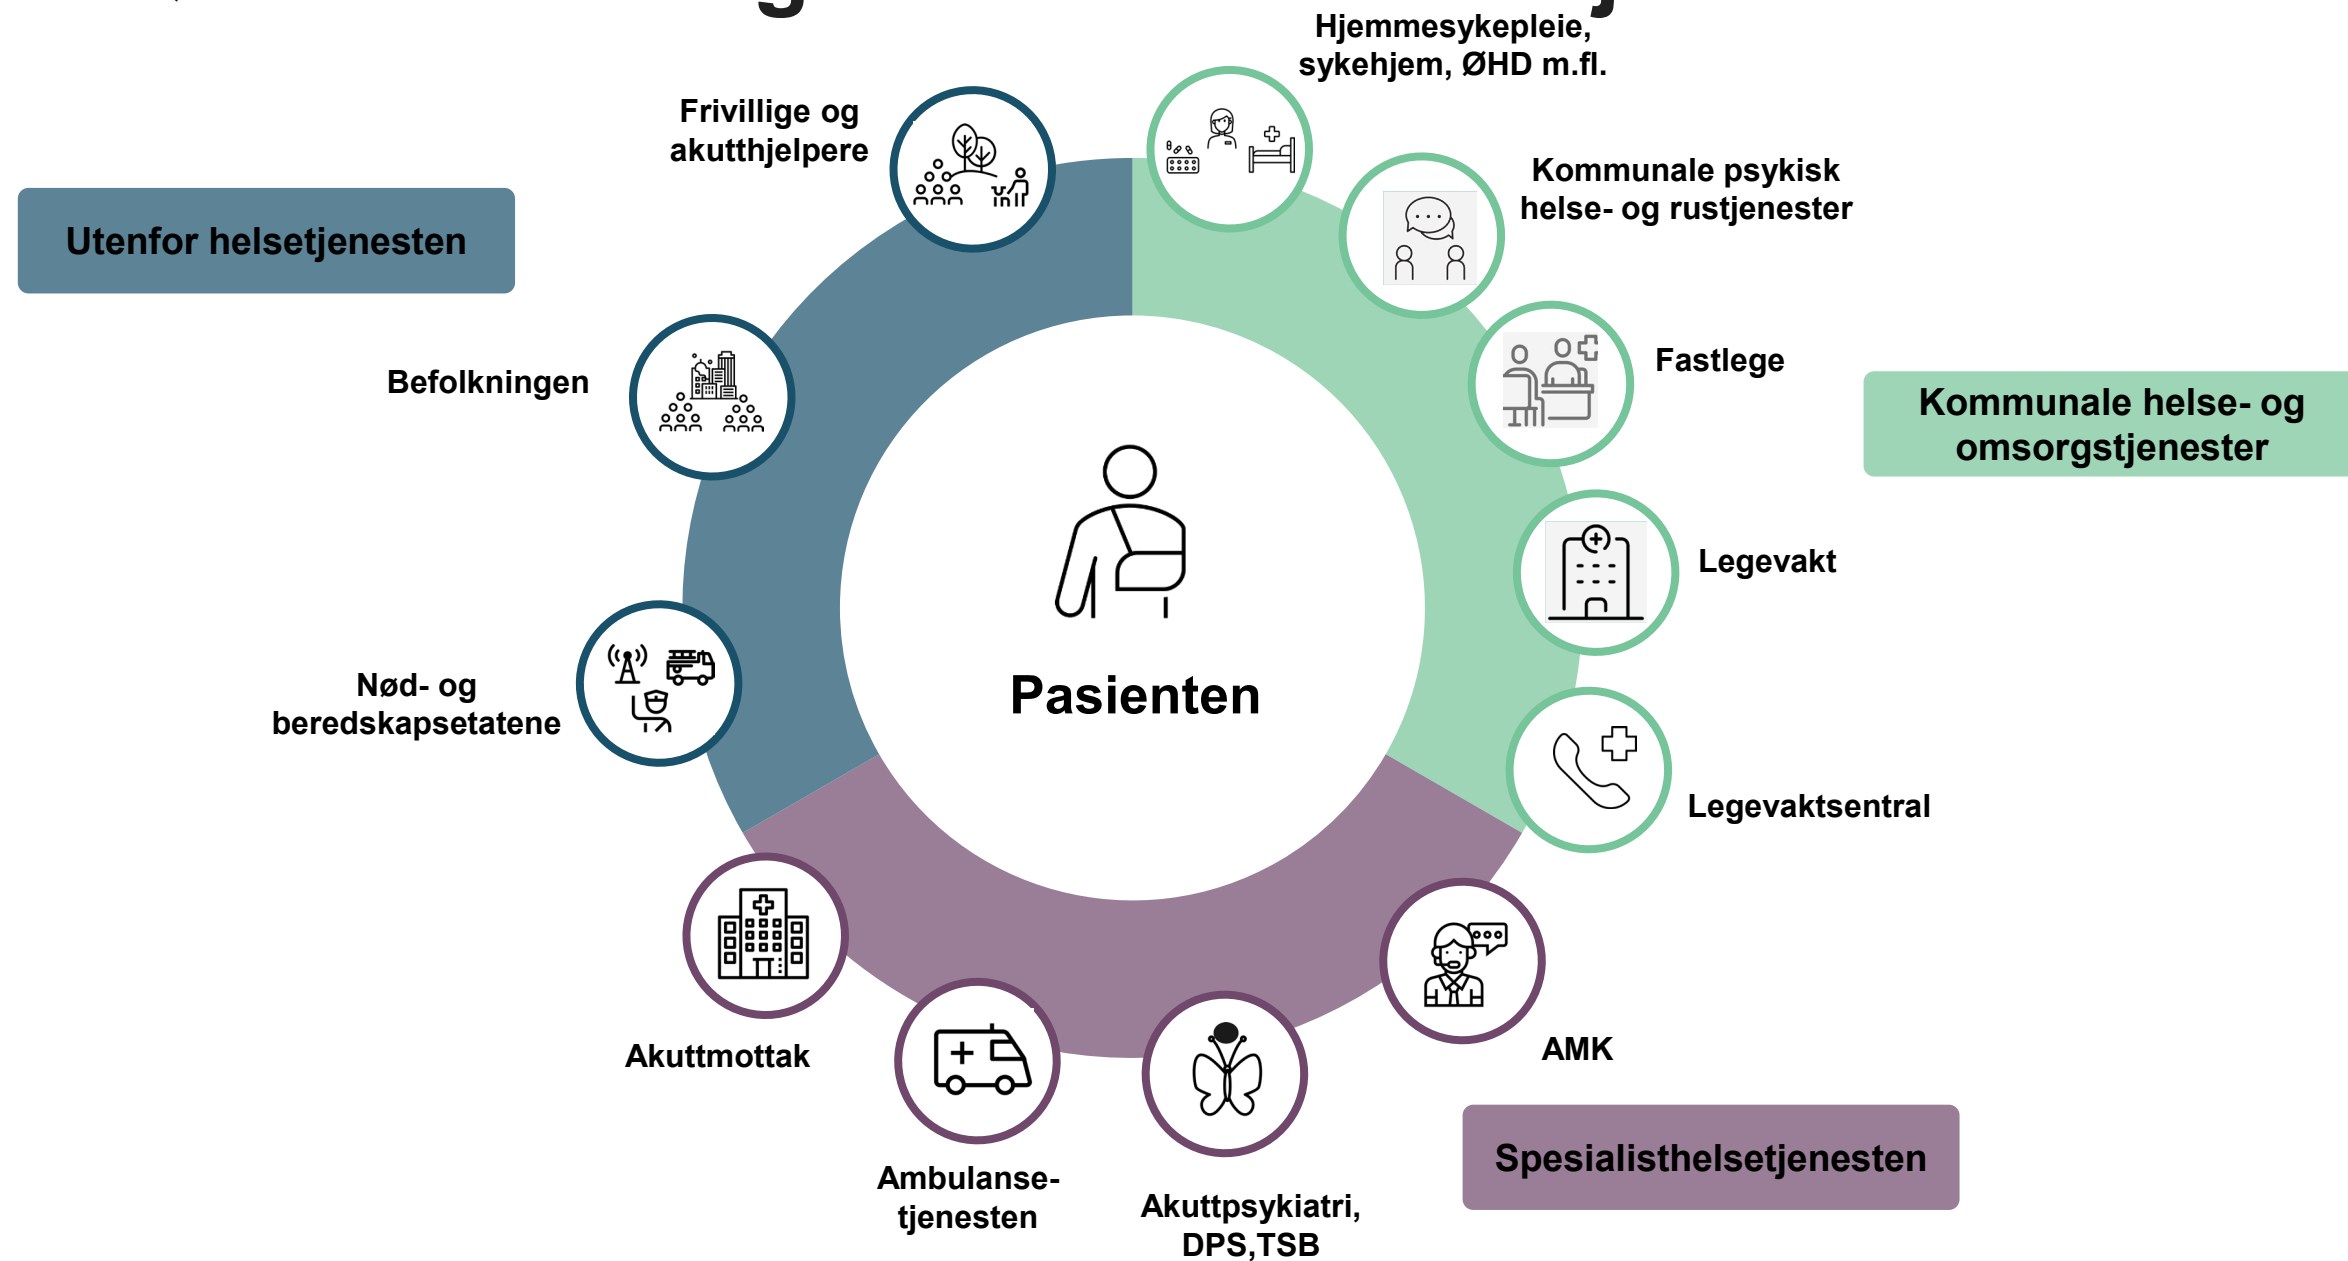 Hjemmesykepleie,
sykehjem, ØHD m.fl.
Frivillige og
akutthjelpere
Kommunale psykisk
helse- og rustjenester
Utenfor helsetjenesten
Fastlege
Befolkningen
Kommunale helse- og
omsorgstjenester
Legevakt
Pasienten
Nød- og
beredskapsetatene
Legevaktsentral
Akuttmottak
AMK
Ambulanse-
tjenesten
Spesialisthelsetjenesten
Akuttpsykiatri,
DPS,TSB